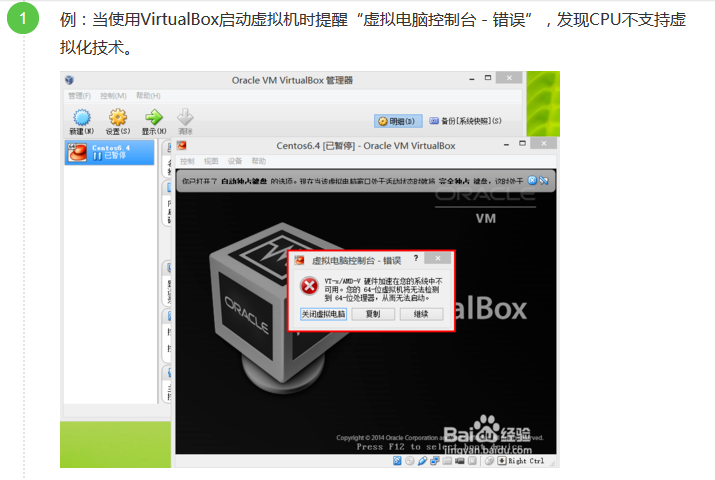 1
例：当使用VirtualBox启动虚拟机时提醒“虚拟电脑控制台 - 错误”，发现CPU不支持虚
拟化技术。
Oracle VM VirtualBox 管理器
管理(F) 控制(M) 帮助(H)
新建(N) 设置(S) 显示(H) 清除
明细(D) 备份[系统快照](S)
Centos6.4
已暂停
Centos6.4 [已暂停] - Oracle VM VirtualBox
控制 视图 设备 帮助
你已打开了 自动独占键盘 的选项。现在当该虚拟电脑窗口处于活动状态时就将 完全独占 键盘，这时处于
ORACLE
VM
虚拟电脑控制台 - 错误
VT-x/AMD-V 硬件加速在您的系统中不
可用。您的 64-位虚拟机将无法检测
到 64-位处理器，从而无法启动。
关闭虚拟电脑 复制 继续
ORACLE
alBox
Baidu经验
jingyan.baidu.com
Copyright © 2014 Oracle Corporation
Press F12 to select boot device
Right Ctrl